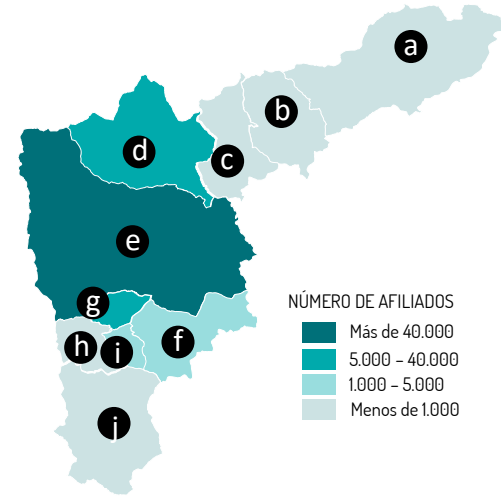 a
b
c
d
e
g
f
h
i
j
NÚMERO DE AFILIADOS
Más de 40.000
5.000 – 40.000
1.000 – 5.000
Menos de 1.000